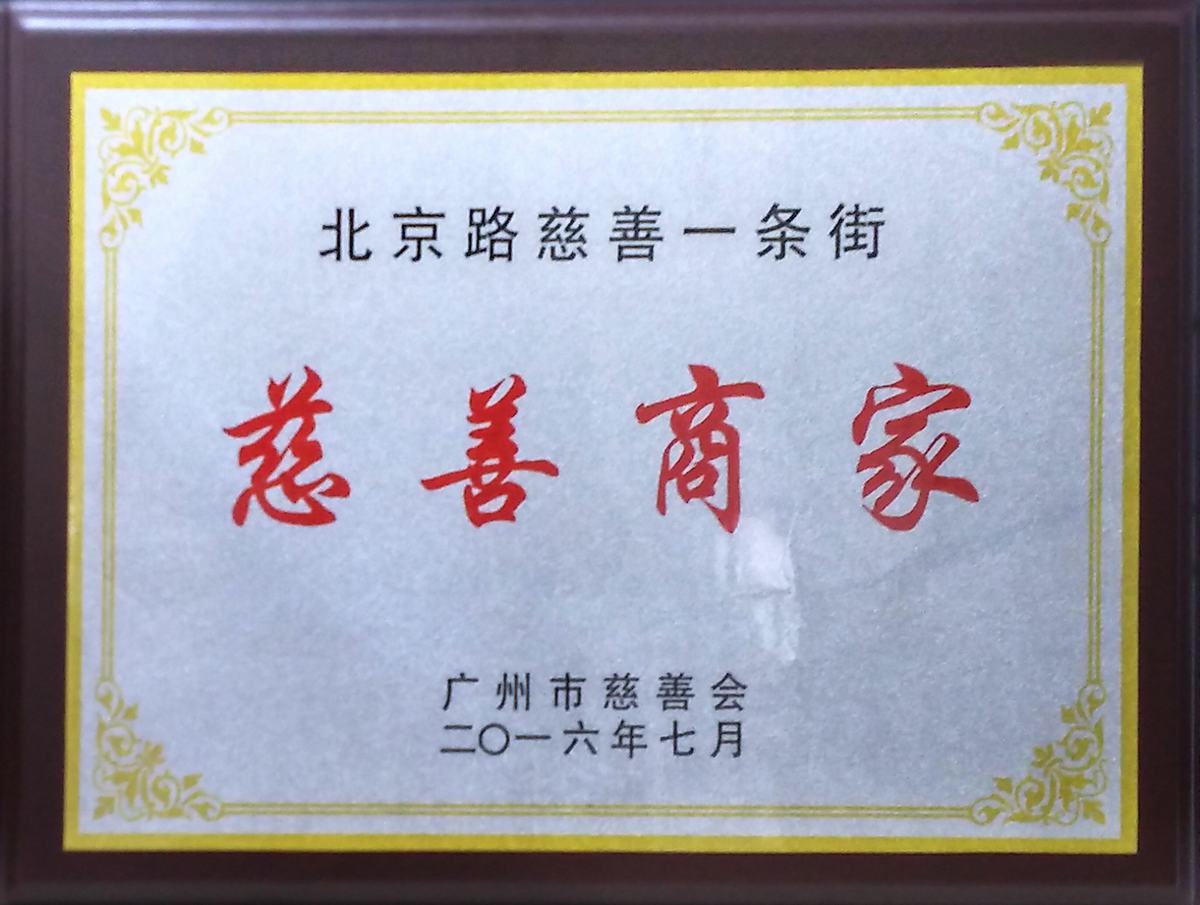 北京路慈善一条街
慈善商家
广州市慈善会
二〇一六年七月